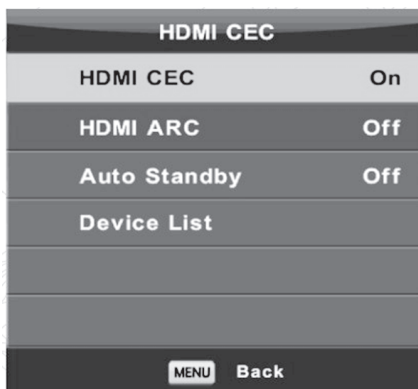 HDMI CEC
HDMI CEC On
HDMI ARC Off
Auto Standby Off
Device List
MENU Back